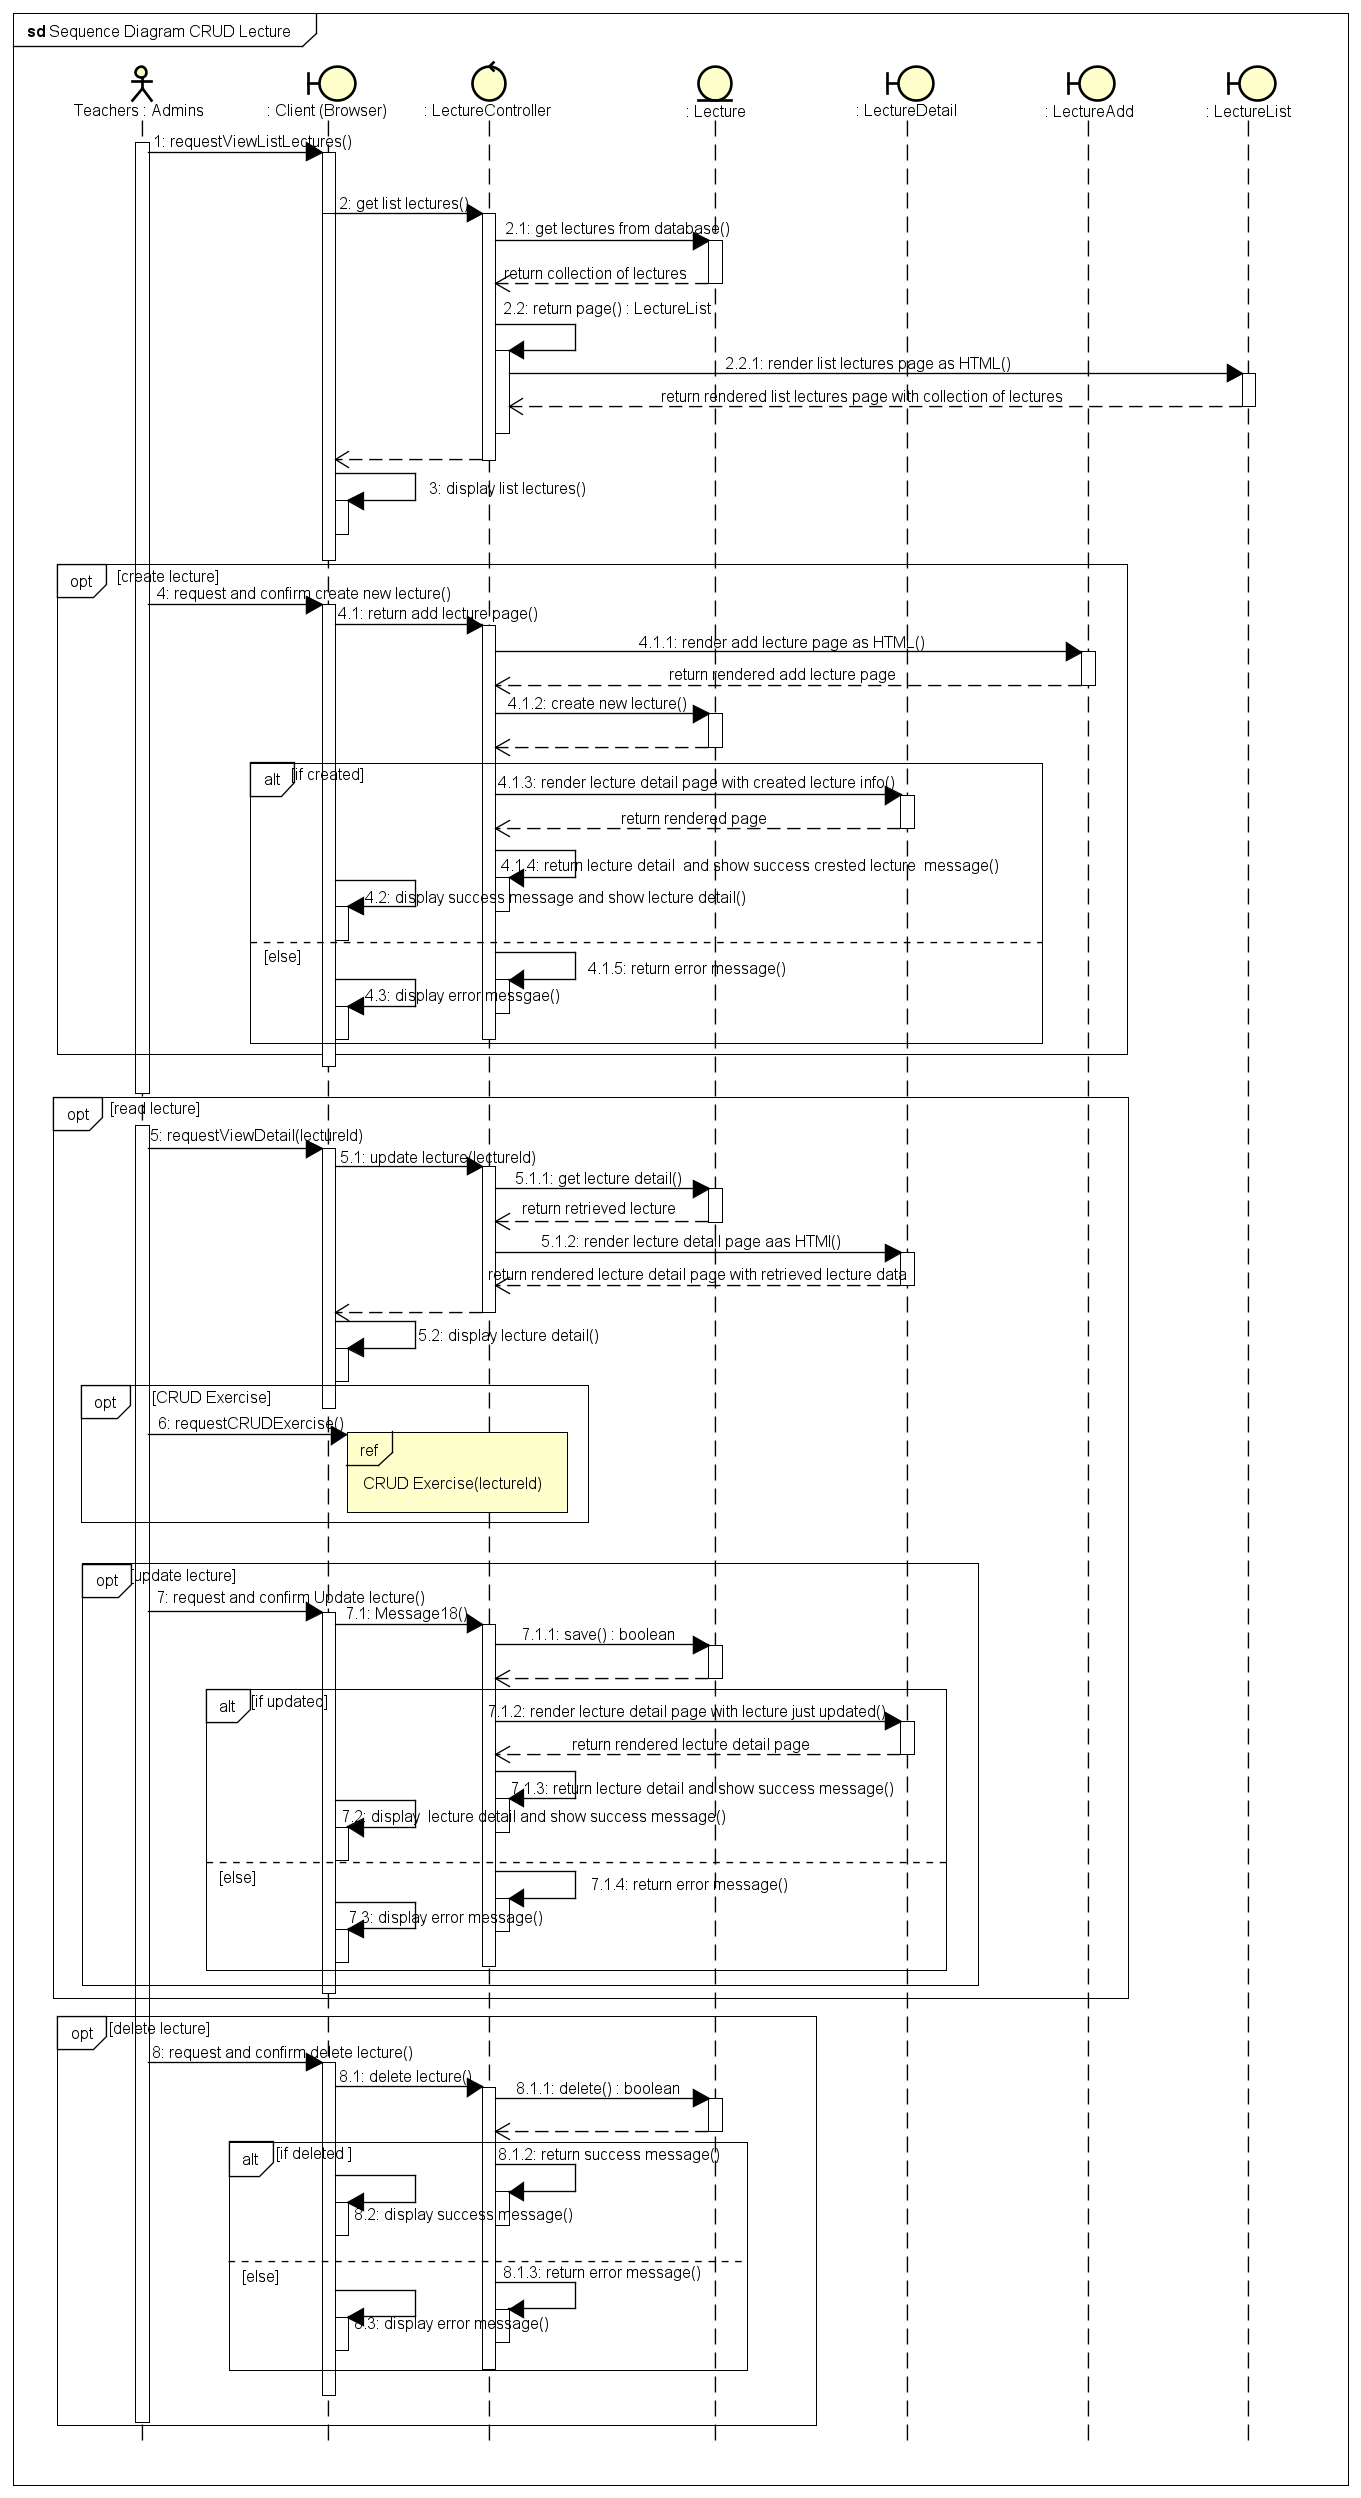 sd Sequence Diagram CRUD Lecture
Teachers : Admins
: Client (Browser)
: LectureController
: Lecture
: LectureDetail
: LectureAdd
: LectureList
1: requestViewListLectures()
2: get list lectures()
2.1: get lectures from database()
return collection of lectures
2.2: return page() : LectureList
2.2.1: render list lectures page as HTML()
return rendered list lectures page with collection of lectures
3: display list lectures()
opt
[create lecture]
4: request and confirm create new lecture()
4.1: return add lecture page()
4.1.1: render add lecture page as HTML()
return rendered add lecture page
4.1.2: create new lecture()
alt
[if created]
4.1.3: render lecture detail page with created lecture info()
return rendered page
4.1.4: return lecture detail  and show success crested lecture  message()
4.2: display success message and show lecture detail()
[else]
4.1.5: return error message()
4.3: display error messgae()
opt
[read lecture]
5: requestViewDetail(lectureId)
5.1: update lecture(lectureId)
5.1.1: get lecture detail()
return retrieved lecture
5.1.2: render lecture detail page aas HTMl()
return rendered lecture detail page with retrieved lecture data
5.2: display lecture detail()
opt
[CRUD Exercise]
6: requestCRUDExercise()
ref
CRUD Exercise(lectureId)
opt
[update lecture]
7: request and confirm Update lecture()
7.1: Message18()
7.1.1: save() : boolean
alt
[if updated]
7.1.2: render lecture detail page with lecture just updated()
return rendered lecture detail page
7.1.3: return lecture detail and show success message()
7.2: display  lecture detail and show success message()
[else]
7.1.4: return error message()
7.3: display error message()
opt
[delete lecture]
8: request and confirm delete lecture()
8.1: delete lecture()
8.1.1: delete() : boolean
alt
[if deleted ]
8.1.2: return success message()
8.2: display success message()
[else]
8.1.3: return error message()
8.3: display error message()